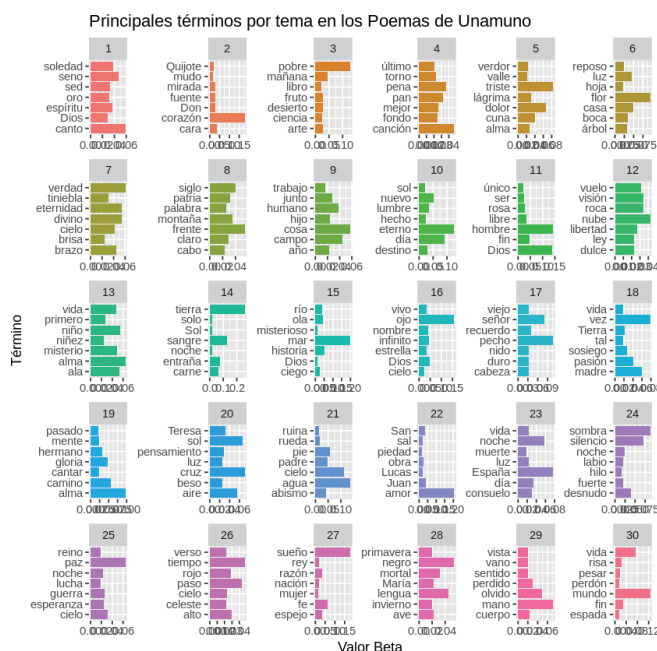 Principales términos por tema en los Poemas de Unamuno
1
soledad
seno
sed
oro
espíritu
Dios
canto
2
Quijote
mudo
mirada
fuente
Don
corazón
cara
3
pobre
mañana
libro
fruto
desierto
ciencia
arte
4
último
torno
pena
pan
mejor
fondo
canción
5
verdor
valle
triste
lágrima
dolor
cuna
alma
6
reposo
luz
hoja
flor
casa
boca
árbol
7
verdad
tiniebla
eternidad
divino
cielo
brisa
brazo
8
siglo
patria
palabra
montaña
frente
claro
cabo
9
trabajo
junto
humano
hijo
cosa
campo
año
10
sol
nuevo
lumbre
hecho
eterno
día
destino
11
único
ser
rosa
libre
hombre
fin
Dios
12
vuelo
visión
roca
nube
libertad
ley
dulce
13
vida
primero
niño
niñez
misterio
alma
ala
14
tierra
solo
Sol
sangre
noche
entraña
carne
15
río
ola
misterioso
mar
historia
Dios
ciego
16
vivo
ojo
nombre
infinito
estrella
Dios
cielo
17
viejo
señor
recuerdo
pecho
nido
duro
cabeza
18
vida
vez
Tierra
tal
sosiego
pasión
madre
19
pasado
mente
hermano
gloria
cantar
camino
alma
20
Teresa
sol
pensamiento
luz
cruz
beso
aire
21
ruina
rueda
pie
padre
cielo
agua
abismo
22
San
sal
piedad
obra
Lucas
Juan
amor
23
vida
noche
muerte
luz
España
día
consuelo
24
sombra
silencio
noche
labio
hilo
fuerte
desnudo
25
reino
paz
noche
lucha
guerra
esperanza
cielo
26
verso
tiempo
rojo
paso
cielo
celeste
alto
27
sueño
rey
razón
nación
mujer
fe
espejo
28
primavera
negro
mortal
María
lengua
invierno
ave
29
vista
vano
sentido
perdido
olvido
mano
cuerpo
30
vida
risa
pesar
perdón
mundo
fin
espada
Término
Valor Beta